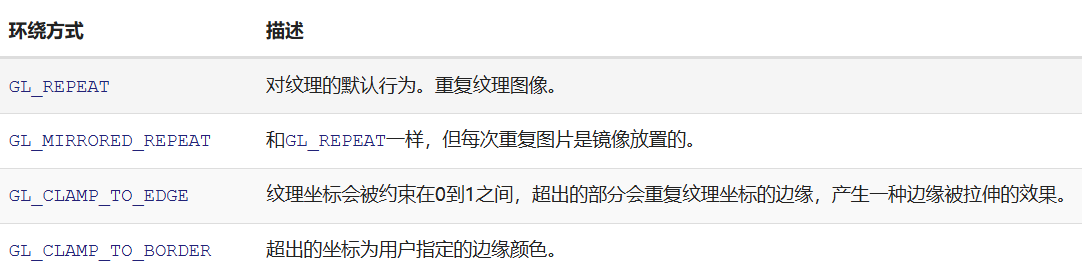 环绕方式 描述
GL_REPEAT 对纹理的默认行为。重复纹理图像。
GL_MIRRORED_REPEAT 和GL_REPEAT一样，但每次重复图片是镜像放置的。
GL_CLAMP_TO_EDGE 纹理坐标会被约束在0到1之间，超出的部分会重复纹理坐标的边缘，产生一种边缘被拉伸的效果。
GL_CLAMP_TO_BORDER 超出的坐标为用户指定的边缘颜色。